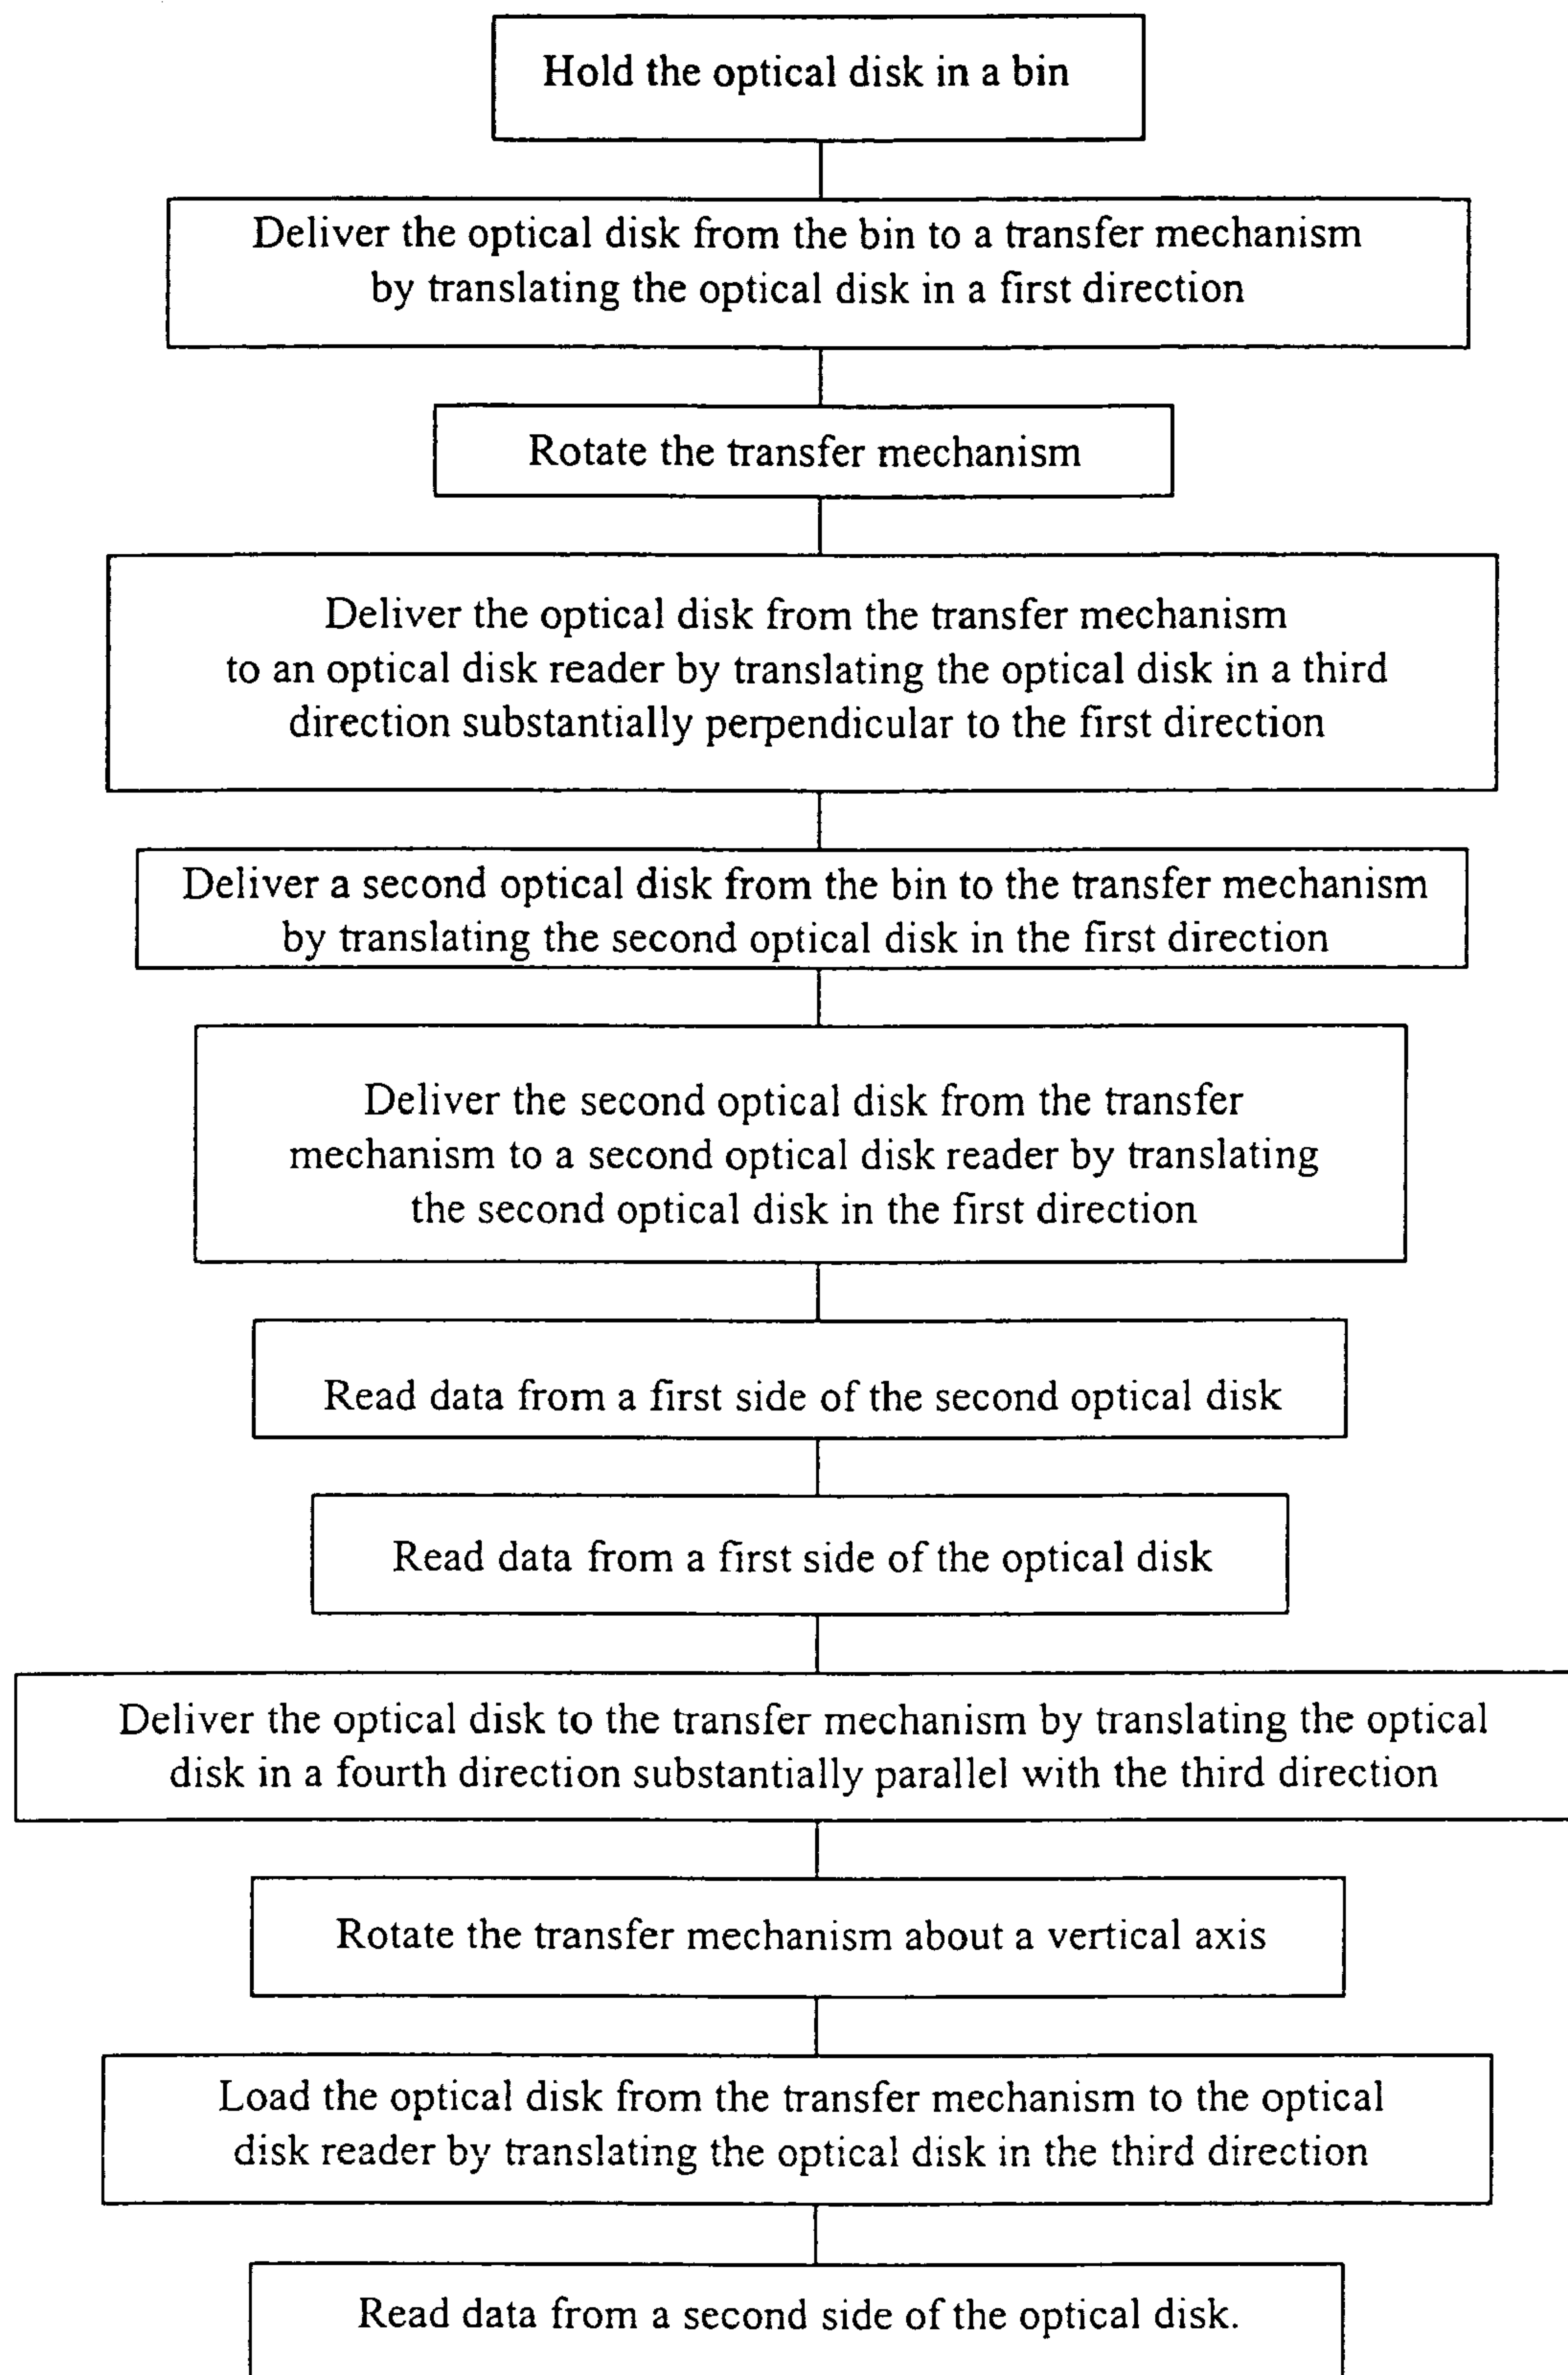 Hold the optical disk in a bin
Deliver the optical disk from the bin to a transfer mechanism
by translating the optical disk in a first direction
Rotate the transfer mechanism
Deliver the optical disk from the transfer mechanism
to an optical disk reader by translating the optical disk in a third
direction substantially perpendicular to the first direction
Deliver a second optical disk from the bin to the transfer mechanism
by translating the second optical disk in the first direction
Deliver the second optical disk from the transfer
mechanism to a second optical disk reader by translating
the second optical disk in the first direction
Read data from a first side of the second optical disk
Read data from a first side of the optical disk
Deliver the optical disk to the transfer mechanism by translating the optical
disk in a fourth direction substantially parallel with the third direction
Rotate the transfer mechanism about a vertical axis
Load the optical disk from the transfer mechanism to the optical
disk reader by translating the optical disk in the third direction
Read data from a second side of the optical disk.